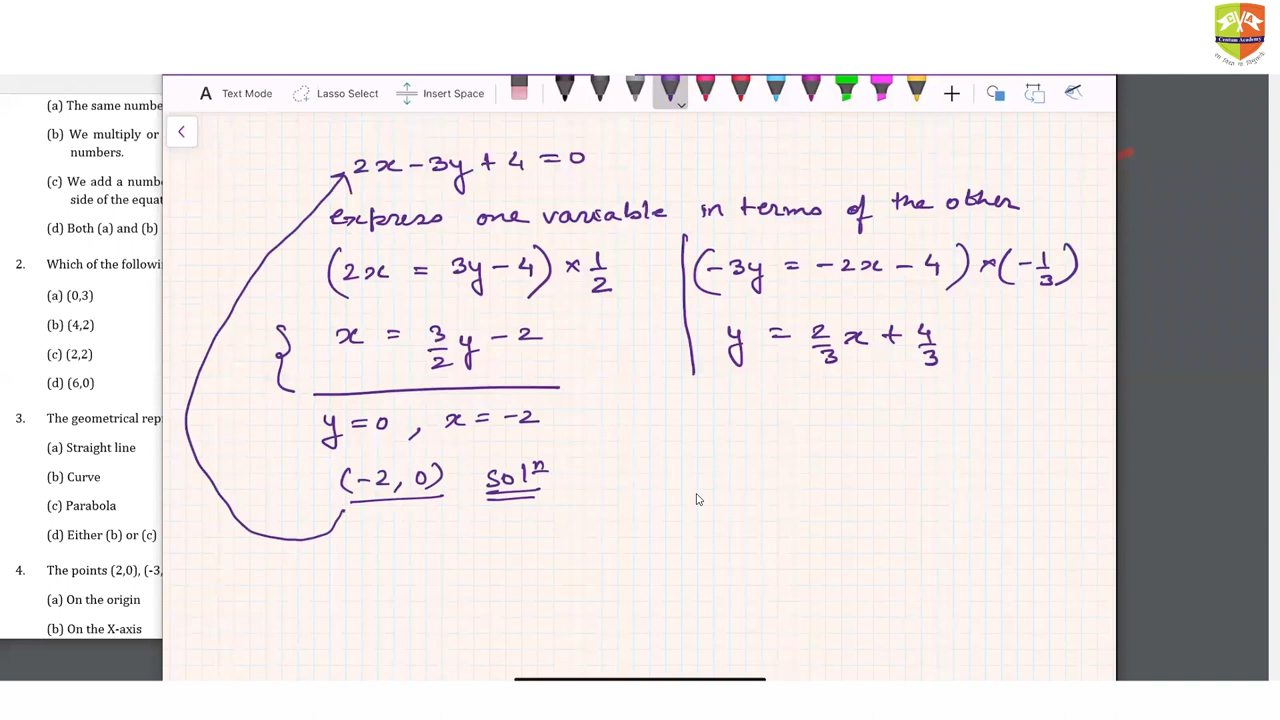 Centum Academy
A Text Mode Lasso Select Insert Space
(a) The same numbe
(b) We multiply or
numbers.
(c) We add a numb
side of the equat
(d) Both (a) and (b)
2. Which of the followi
(a) (0,3)
(b) (4,2)
(c) (2,2)
(d) (6,0)
3. The geometrical rep
(a) Straight line
(b) Curve
(c) Parabola
(d) Either (b) or (c)
4. The points (2,0), (-3,
(a) On the origin
(b) On the X-axis
2x - 3y + 4 = 0
express one variable in terms of the other
(2x = 3y - 4) × 1/2
x = 3/2 y - 2
y = 0 , x = -2
(-2, 0) Solⁿ
(-3y = -2x - 4) × (-1/3)
y = 2/3 x + 4/3